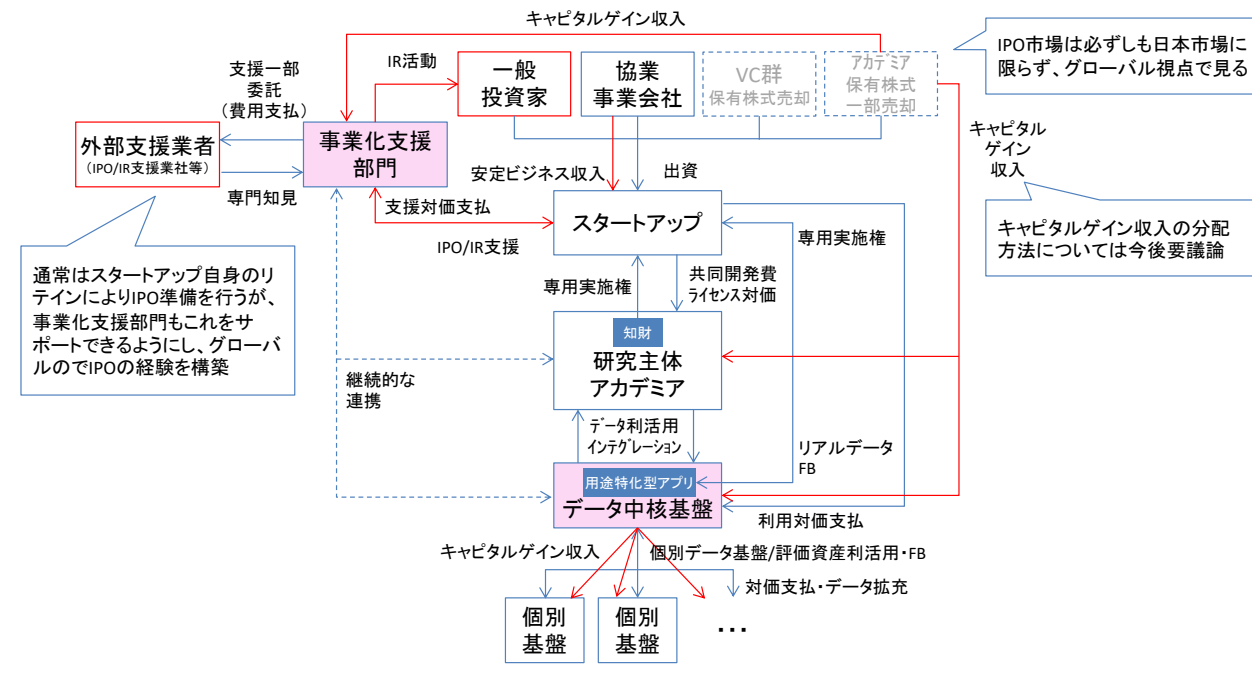 キャピタルゲイン収入
IPO市場は必ずしも日本市場に
限らず、グローバル視点で見る
支援一部
委託
（費用支払）
IR活動
一般
投資家
協業
事業会社
VC群
保有株式売却
アカデミア
保有株式
一部売却
外部支援業者
（IPO/IR支援業社等）
事業化支援
部門
キャピタル
ゲイン
収入
専門知見
安定ビジネス収入
出資
支援対価支払
スタートアップ
IPO/IR支援
専用実施権
キャピタルゲイン収入の分配
方法については今後要議論
通常はスタートアップ自身のリ
テインによりIPO準備を行うが、
事業化支援部門もこれをサ
ポートできるようにし、グローバ
ルのでIPOの経験を構築
専用実施権
共同開発費
ライセンス対価
知財
研究主体
アカデミア
継続的な
連携
データ利活用
インテグレーション
リアルデータ
FB
用途特化型アプリ
データ中核基盤
利用対価支払
キャピタルゲイン収入
個別データ基盤/評価資産利活用・FB
対価支払・データ拡充
個別
基盤
個別
基盤
・・・